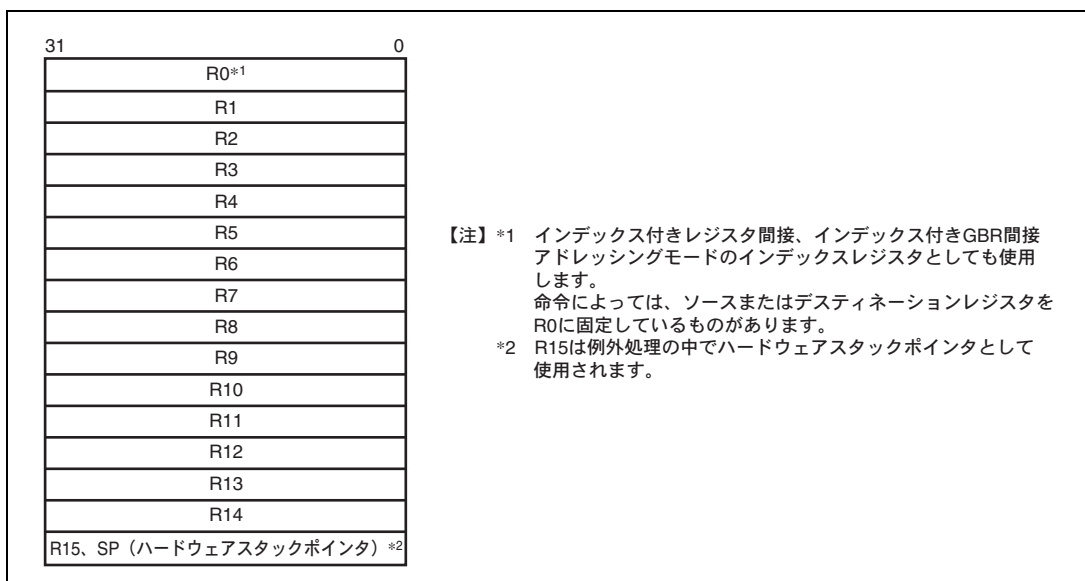 31 0
R0*1
R1
R2
R3
R4
R5
R6
R7
R8
R9
R10
R11
R12
R13
R14
R15、SP（ハードウェアスタックポインタ）*2
【注】*1 インデックス付きレジスタ間接、インデックス付きGBR間接
アドレッシングモードのインデックスレジスタとしても使用
します。
命令によっては、ソースまたはデスティネーションレジスタを
R0に固定しているものがあります。
*2 R15は例外処理の中でハードウェアスタックポインタとして
使用されます。